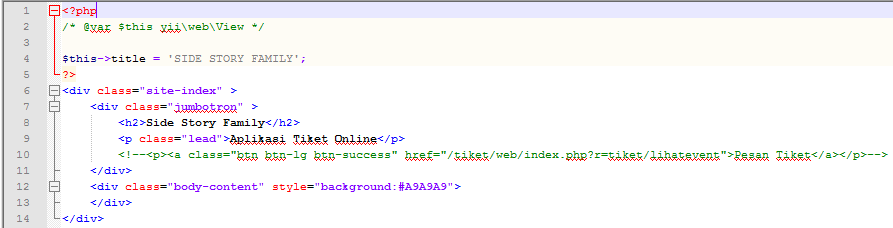 1 <?php
2 /* @var $this yii\web\View */
3
4 $this->title = 'SIDE STORY FAMILY';
5 ?>
6 <div class="site-index" >
7 <div class="jumbotron" >
8 <h2>Side Story Family</h2>
9 <p class="lead">Aplikasi Tiket Online</p>
10 <!--<p><a class="btn btn-lg btn-success" href="/tiket/web/index.php?r=tiket/lihatevent">Pesan Tiket</a></p>-->
11 </div>
12 <div class="body-content" style="background:#A9A9A9">
13 </div>
14 </div>